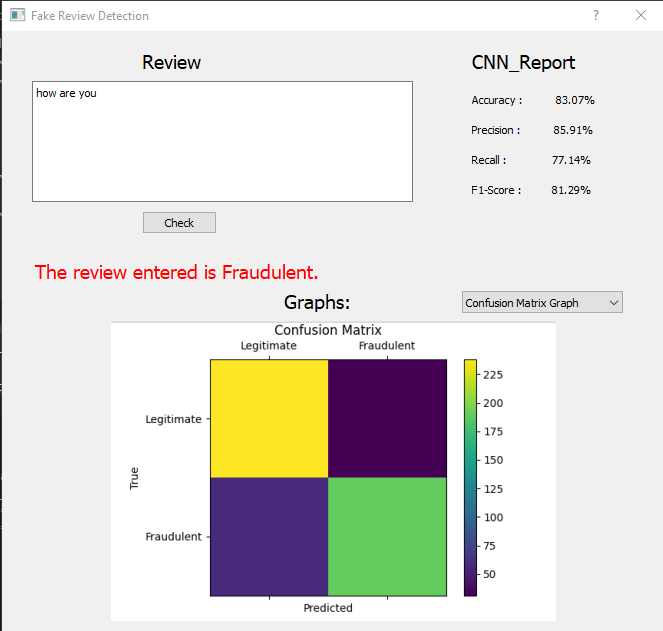 Fake Review Detection
Review
how are you
Check
CNN_Report
Accuracy : 83.07%
Precision : 85.91%
Recall : 77.14%
F1-Score : 81.29%
The review entered is Fraudulent.
Graphs:
Confusion Matrix Graph
Confusion Matrix
Legitimate Fraudulent
Legitimate
Fraudulent
True
Predicted
225
200
175
150
125
100
75
50